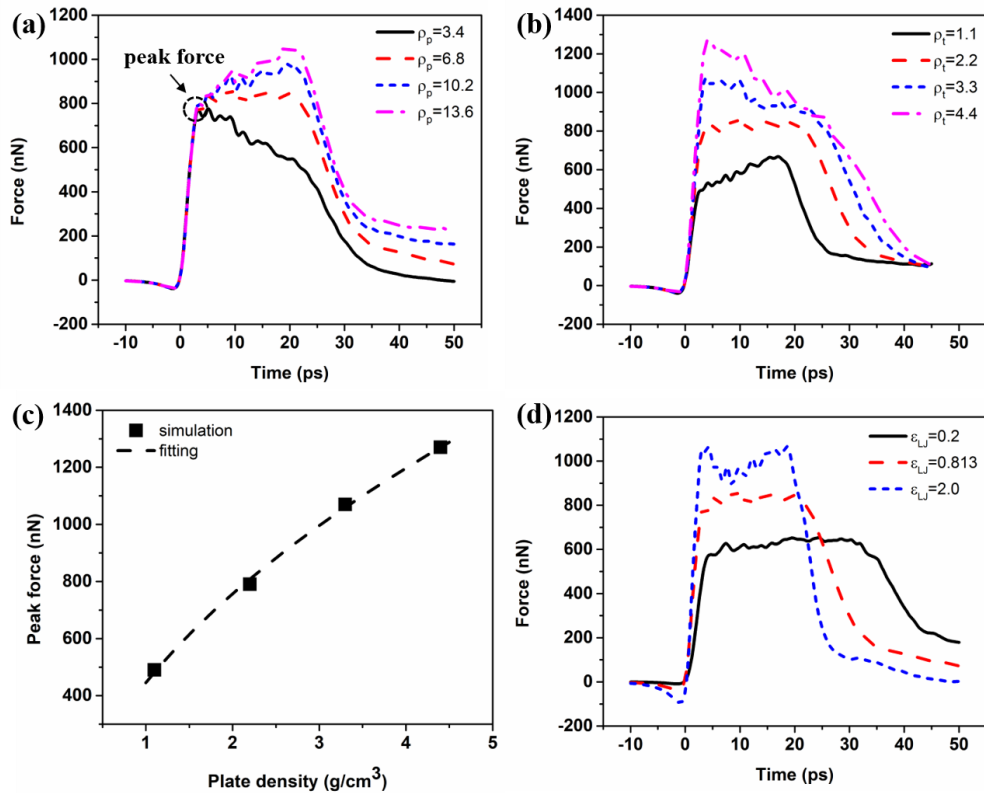 (a)
1200
1000
800
600
400
200
0
-200
Force (nN)
peak force
ρp=3.4
ρp=6.8
ρp=10.2
ρp=13.6
-10 0 10 20 30 40 50
Time (ps)
(b)
1400
1200
1000
800
600
400
200
0
-200
Force (nN)
ρt=1.1
ρt=2.2
ρt=3.3
ρt=4.4
-10 0 10 20 30 40 50
Time (ps)
(c)
1400
1200
1000
800
600
400
Peak force (nN)
simulation
fitting
1 2 3 4 5
Plate density (g/cm³)
(d)
1200
1000
800
600
400
200
0
-200
Force (nN)
εLJ=0.2
εLJ=0.813
εLJ=2.0
-10 0 10 20 30 40 50
Time (ps)